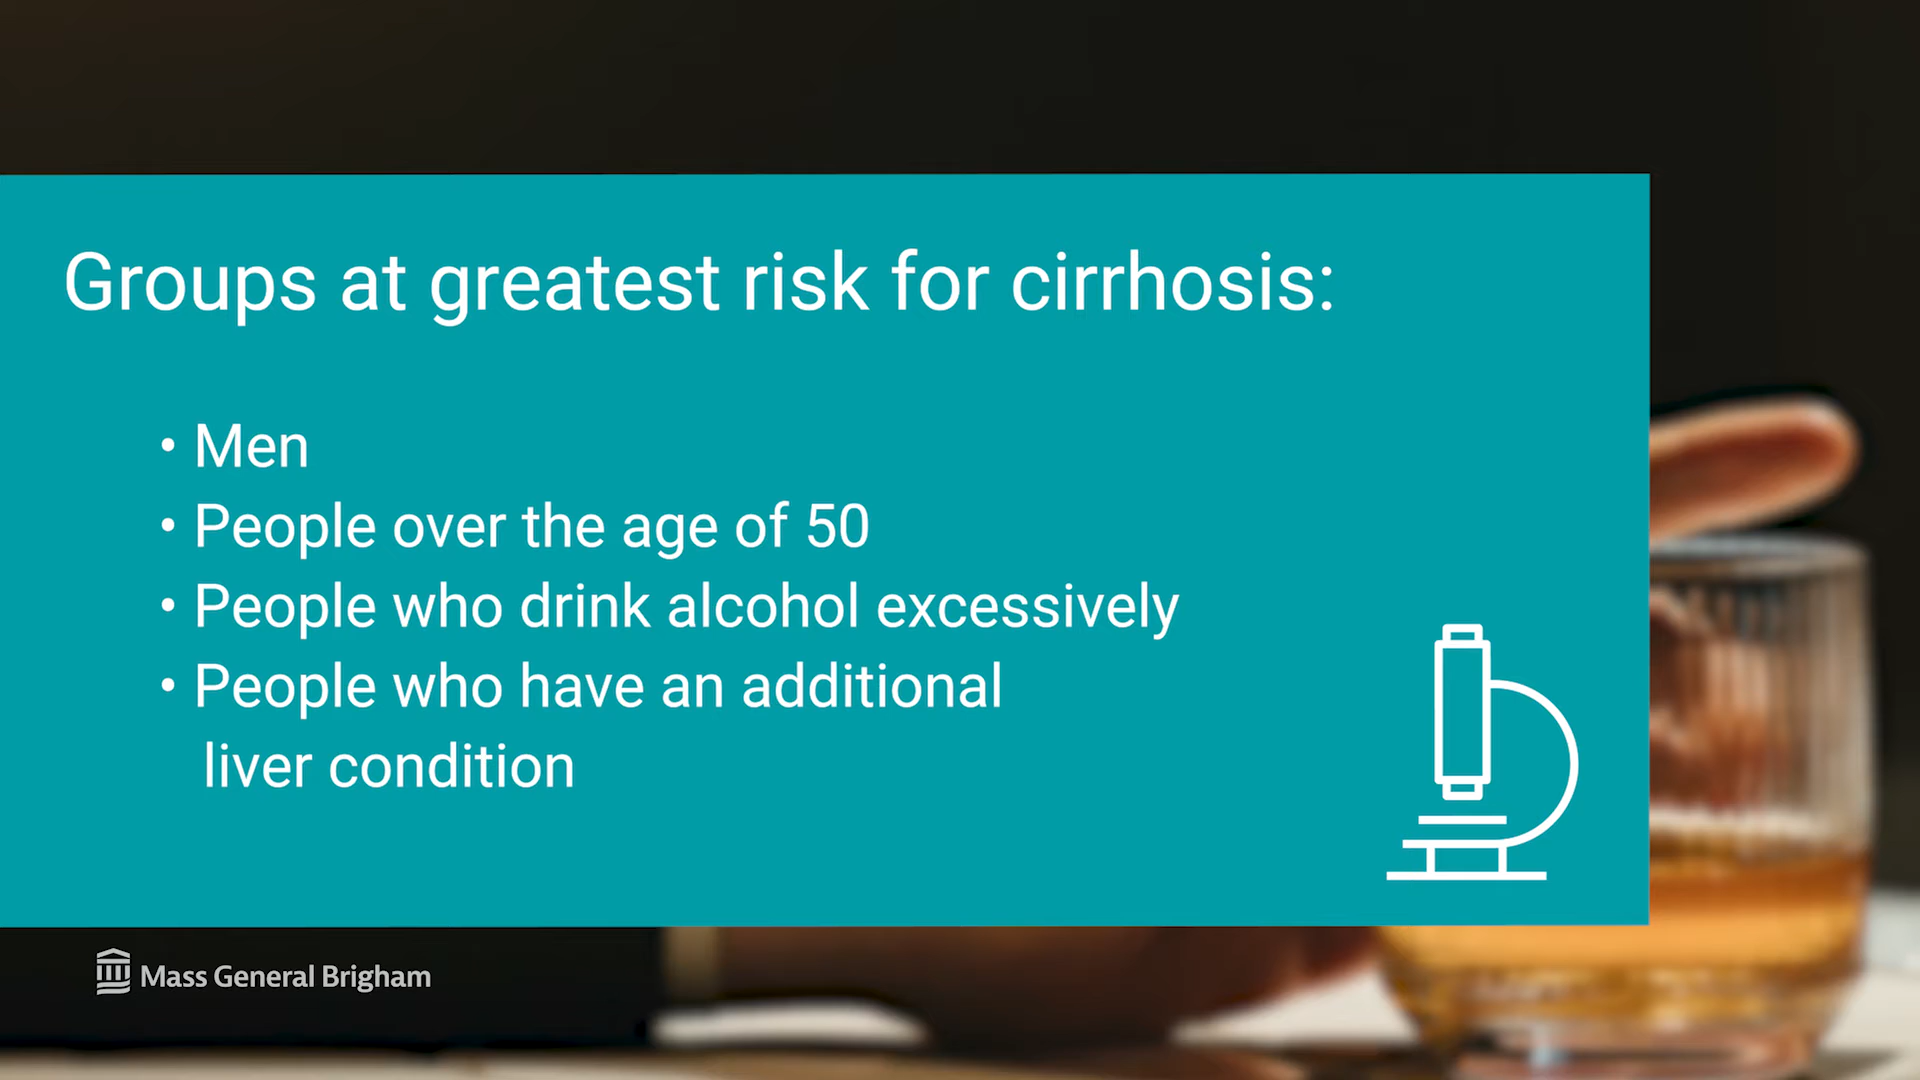 Groups at greatest risk for cirrhosis:
• Men
• People over the age of 50
• People who drink alcohol excessively
• People who have an additional
liver condition
Mass General Brigham